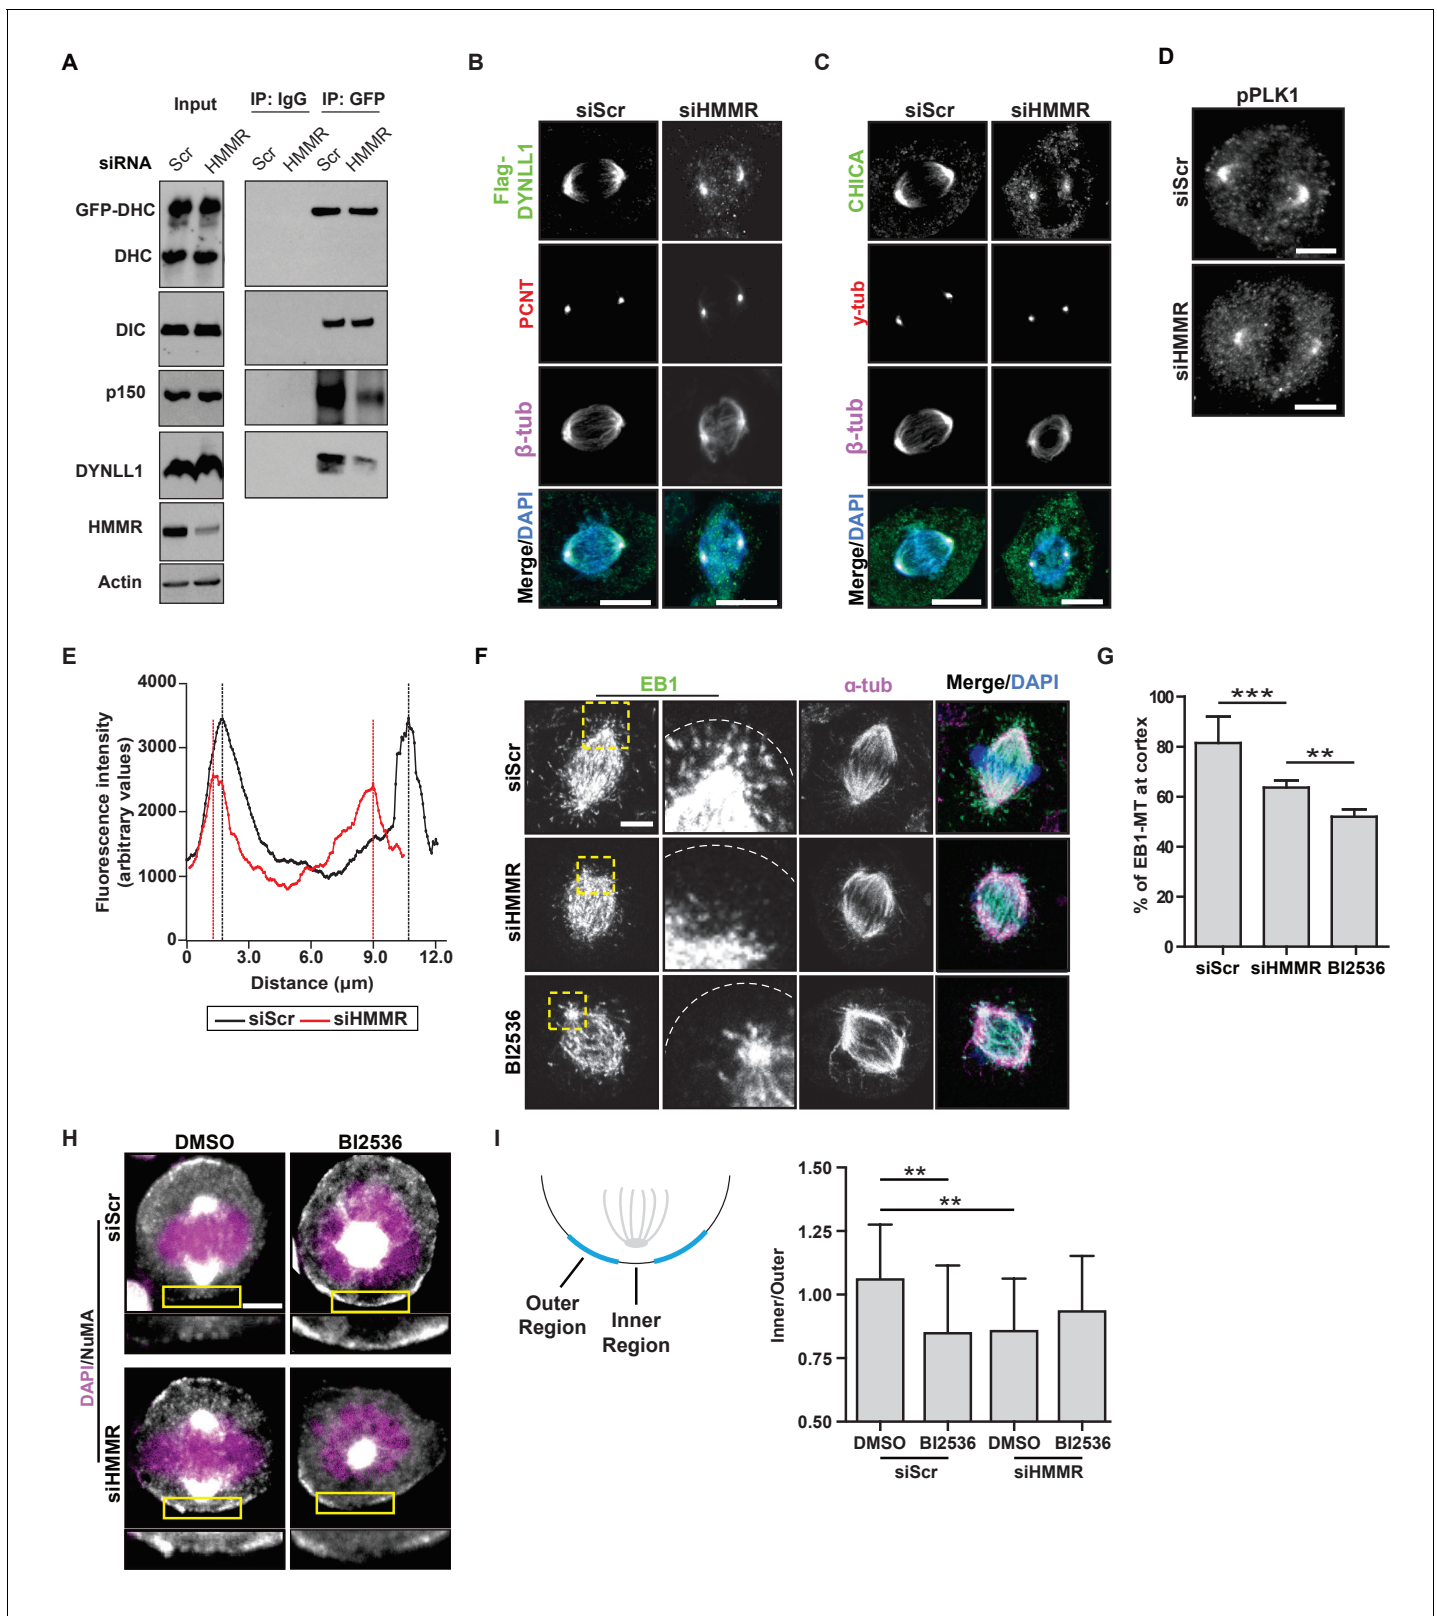 A
Input
IP: IgG
IP: GFP
siRNA
Scr
HMMR
Scr
HMMR
Scr
HMMR
GFP-DHC
DHC
DIC
p150
DYNLL1
HMMR
Actin
B
siScr
siHMMR
Flag-
DYNLL1
PCNT
β-tub
Merge/DAPI
C
siScr
siHMMR
CHICA
y-tub
β-tub
Merge/DAPI
D
pPLK1
siScr
siHMMR
E
Fluorescence intensity
(arbitrary values)
4000
3000
2000
1000
0
0
3.0
6.0
9.0
12.0
Distance (μm)
siScr
siHMMR
F
EB1
α-tub
Merge/DAPI
siScr
siHMMR
BI2536
G
% of EB1-MT at cortex
100
80
60
40
20
0
***
**
siScr
siHMMR
BI2536
H
DMSO
BI2536
DAPI/NuMA
siScr
siHMMR
I
Outer
Region
Inner
Region
Inner/Outer
1.50
1.25
1.00
0.75
0.50
**
**
DMSO
BI2536
DMSO
BI2536
siScr
siHMMR